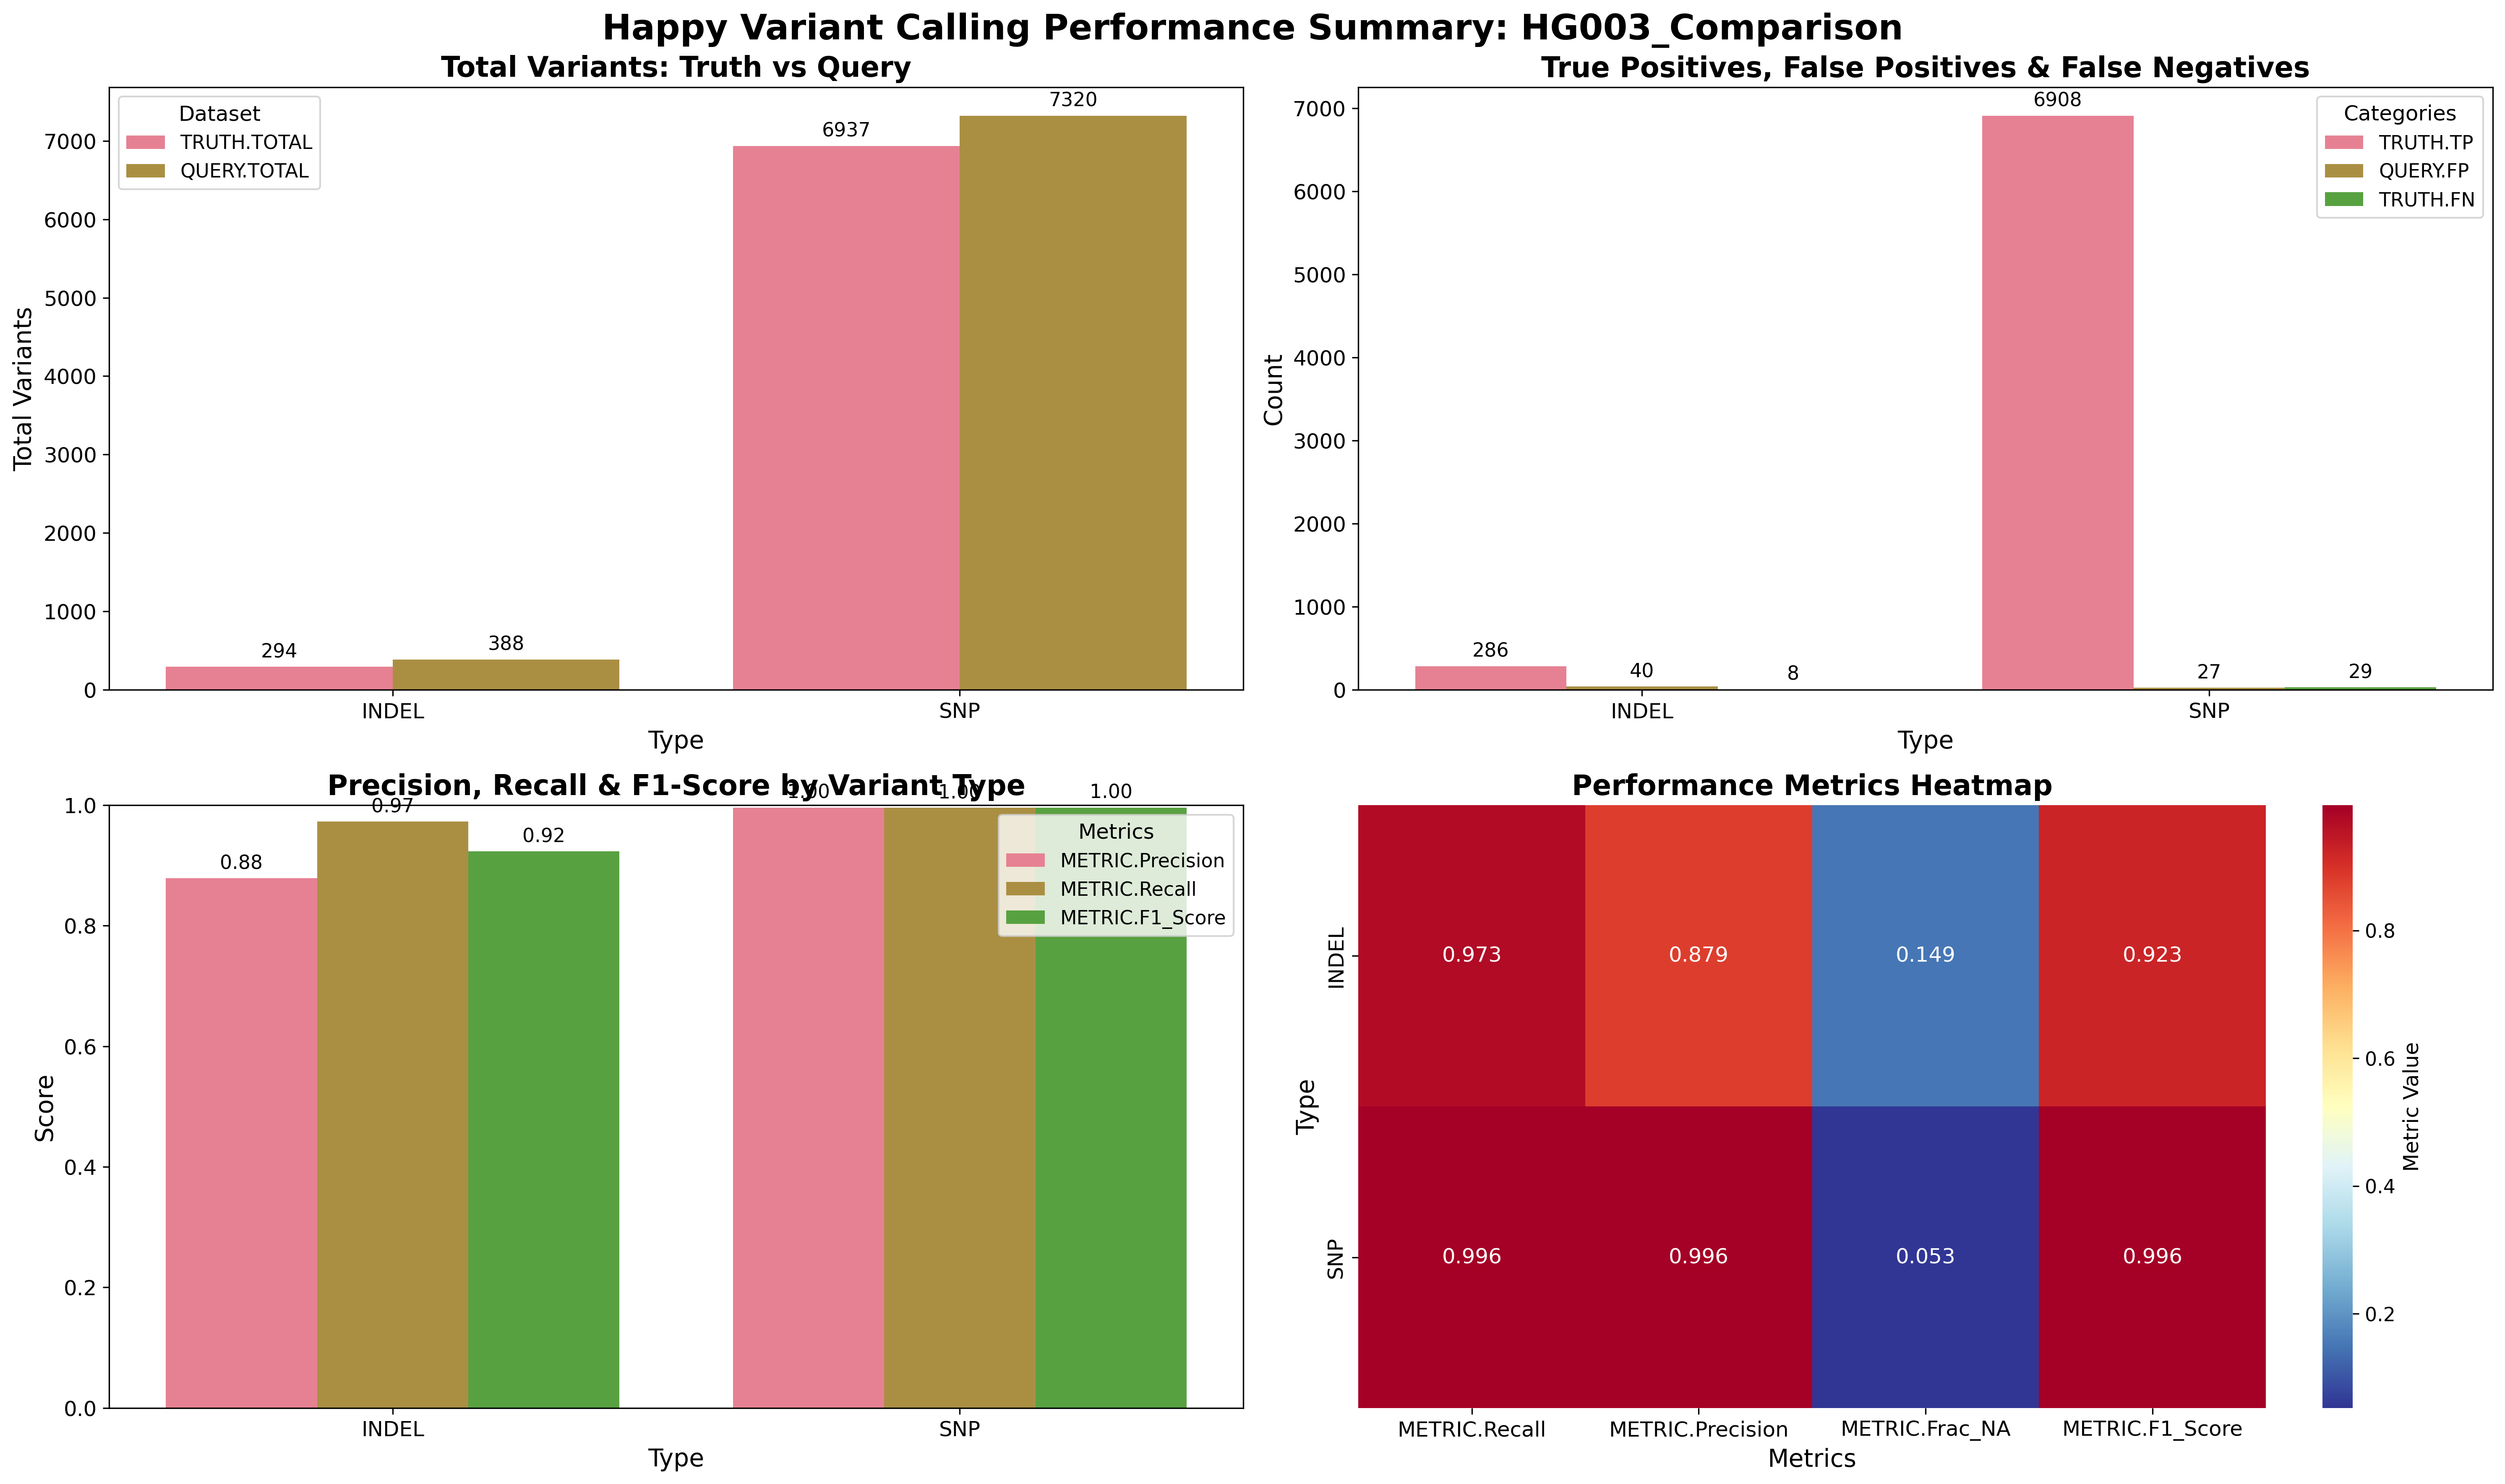 Happy Variant Calling Performance Summary: HG003_Comparison
Total Variants: Truth vs Query
Dataset
TRUTH.TOTAL
QUERY.TOTAL
Total Variants
7000
6000
5000
4000
3000
2000
1000
0
294
388
6937
7320
INDEL
SNP
Type
True Positives, False Positives & False Negatives
Categories
TRUTH.TP
QUERY.FP
TRUTH.FN
Count
7000
6000
5000
4000
3000
2000
1000
0
286
40
8
6908
27
29
INDEL
SNP
Type
Precision, Recall & F1-Score by Variant Type
Metrics
METRIC.Precision
METRIC.Recall
METRIC.F1_Score
Score
1.0
0.8
0.6
0.4
0.2
0.0
0.88
0.97
0.92
1.00
1.00
1.00
INDEL
SNP
Type
Performance Metrics Heatmap
Type
INDEL
0.973
0.879
0.149
0.923
SNP
0.996
0.996
0.053
0.996
METRIC.Recall
METRIC.Precision
METRIC.Frac_NA
METRIC.F1_Score
Metrics
0.8
0.6
0.4
0.2
Metric Value